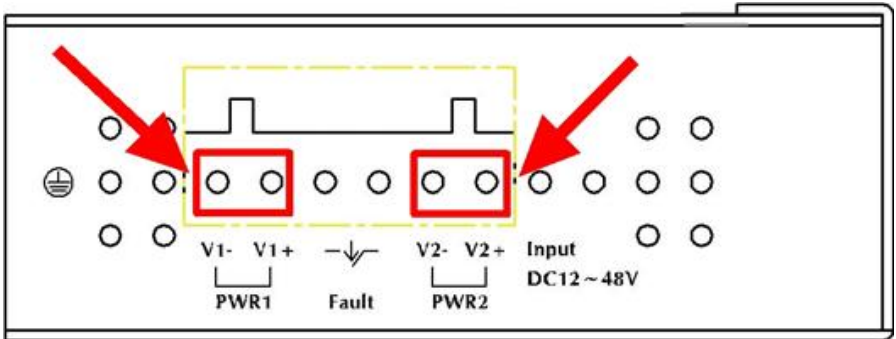 V1- V1+ V2- V2+ Input
DC12~48V
PWR1 Fault PWR2